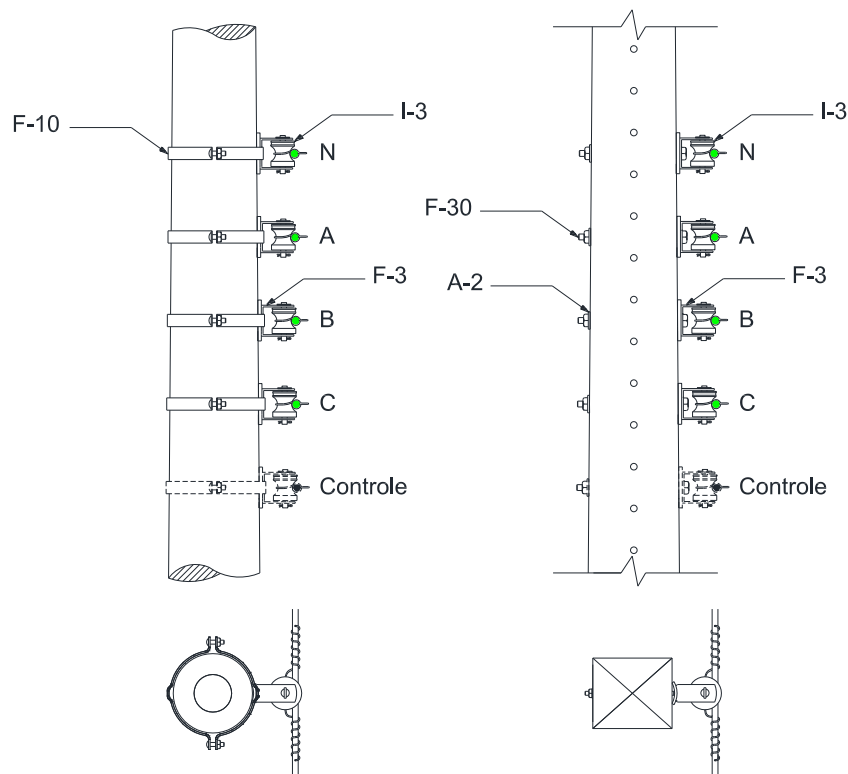 I-3
F-10
N
A
F-3
B
C
Controle
I-3
N
F-30
A
A-2
F-3
B
C
Controle